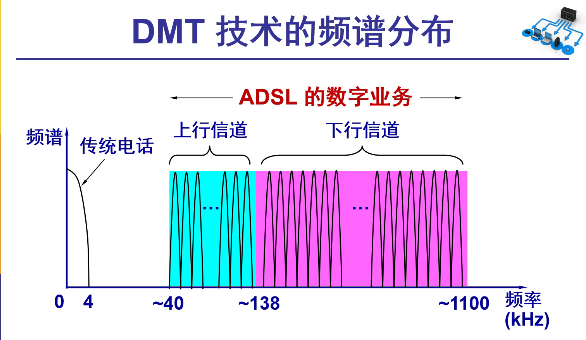 DMT 技术的频谱分布
ADSL 的数字业务
频谱
传统电话
上行信道
下行信道
...
...
0
4
~40
~138
~1100
频率
(kHz)